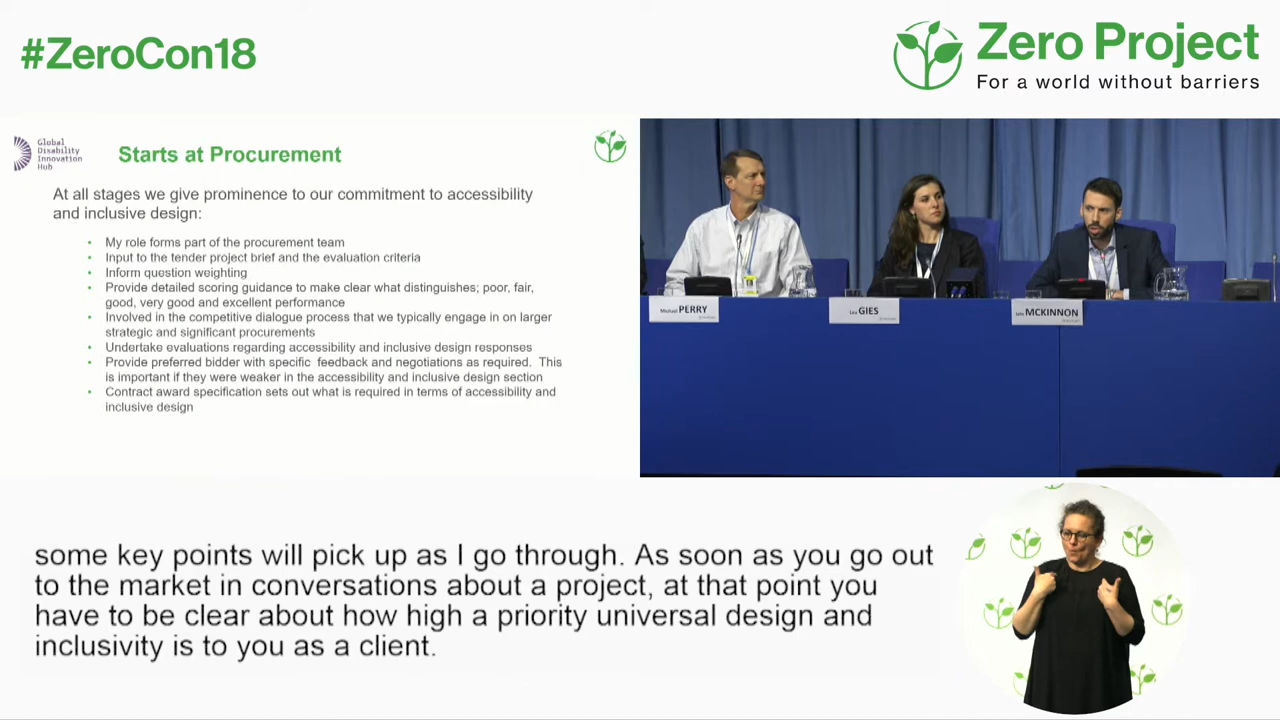 #ZeroCon18
Zero Project
For a world without barriers
Global
Disability
Innovation
Hub
Starts at Procurement
At all stages we give prominence to our commitment to accessibility
and inclusive design:
• My role forms part of the procurement team
• Input to the tender project brief and the evaluation criteria
• Inform question weighting
• Provide detailed scoring guidance to make clear what distinguishes; poor, fair,
good, very good and excellent performance
• Involved in the competitive dialogue process that we typically engage in on larger
strategic and significant procurements
• Undertake evaluations regarding accessibility and inclusive design responses
• Provide preferred bidder with specific feedback and negotiations as required. This
is important if they were weaker in the accessibility and inclusive design section
• Contract award specification sets out what is required in terms of accessibility and
inclusive design
Michael PERRY
GIES
MCKINNON
some key points will pick up as I go through. As soon as you go out
to the market in conversations about a project, at that point you
have to be clear about how high a priority universal design and
inclusivity is to you as a client.